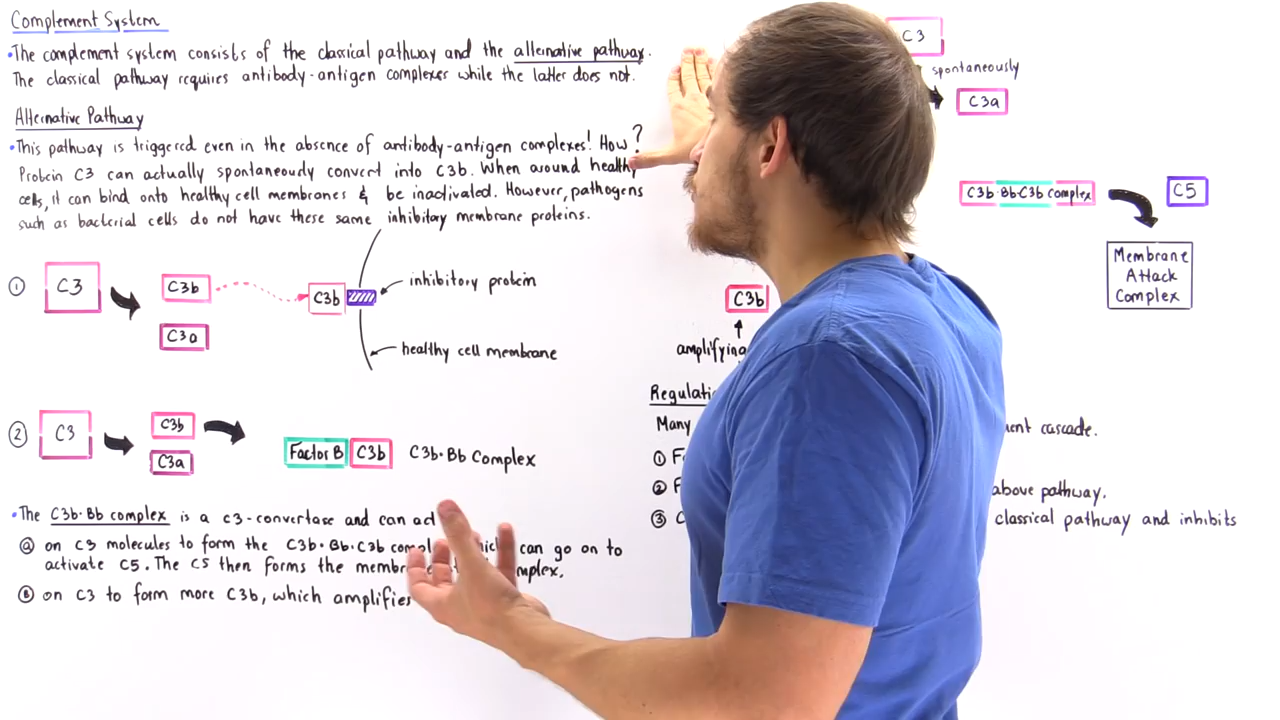 Complement System
•The complement system consists of the classical pathway and the alternative pathway.
The classical pathway requires antibody-antigen complexes while the latter does not.
Alternative Pathway
•This pathway is triggered even in the absence of antibody-antigen complexes! How?
Protein C3 can actually spontaneously convert into C3b. When around healthy
cells, it can bind onto healthy cell membranes & be inactivated. However, pathogens
such as bacterial cells do not have these same inhibitory membrane proteins.
① C3
C3b
C3a
C3b
inhibitory protein
healthy cell membrane
② C3
C3b
C3a
Factor B C3b C3b·Bb Complex
•The C3b·Bb complex is a C3-convertase and can act
ⓐ on C3 molecules to form the C3b·Bb·C3b can go on to
activate C5. The C5 then forms the
ⓑ on C3 to form more C3b, which amplifies
C3
spontaneously
C3a
C3b·Bb·C3b complex
C5
Membrane
Attack
Complex
C3b
amplifying
Many cascade.
①
② above pathway.
③ classical pathway and inhibits